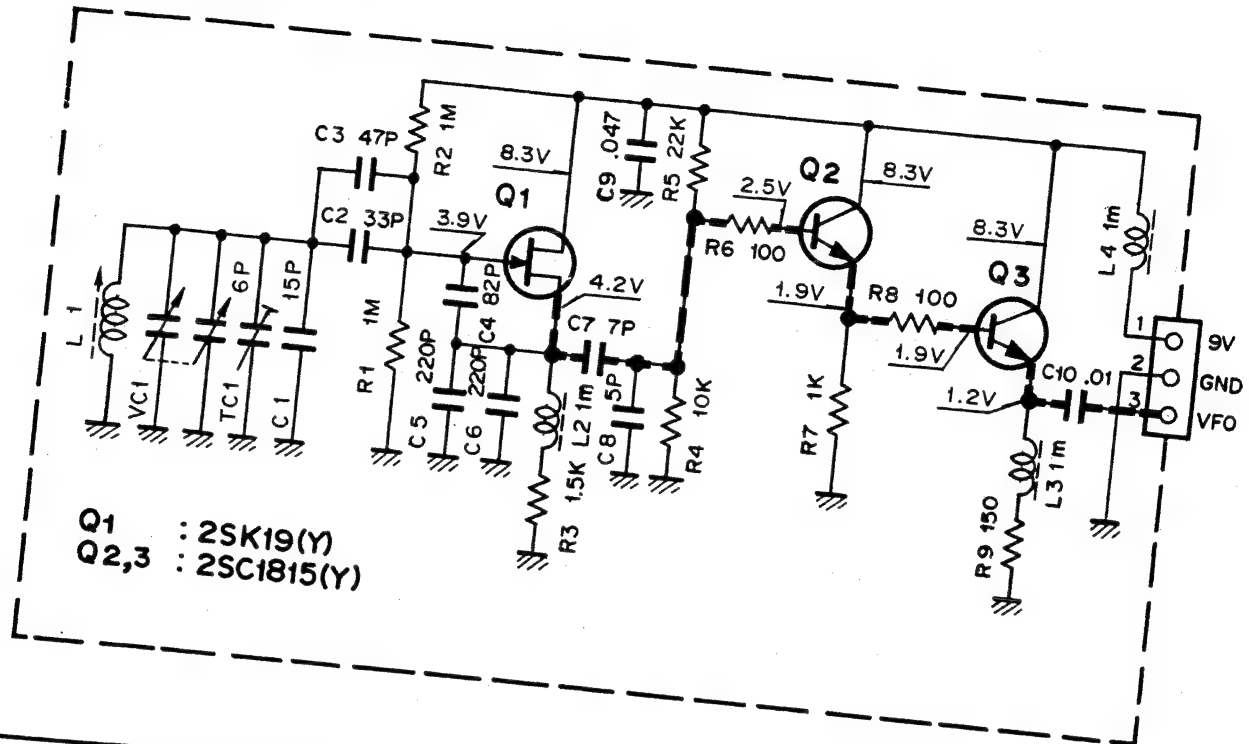 C3 47P
R2 1M
8.3V
C9 .047
R5 22K
Q1
Q2
2.5V
8.3V
C2 33P
3.9V
R6 100
8.3V
L4 1m
Q3
L 1
VC1
TC1
6P
C 1
15P
R1
1M
C4 82P
4.2V
C7 7P
1.9V
R8 100
1.9V
1
9V
2
GND
3
VFO
C5
220P
C6
220P
L2 1m
C8
5P
R4
10K
R7
1K
1.2V
C10 .01
R3 1.5K
L3 1m
R9 150
Q1 : 2SK19(Y)
Q2,3 : 2SC1815(Y)